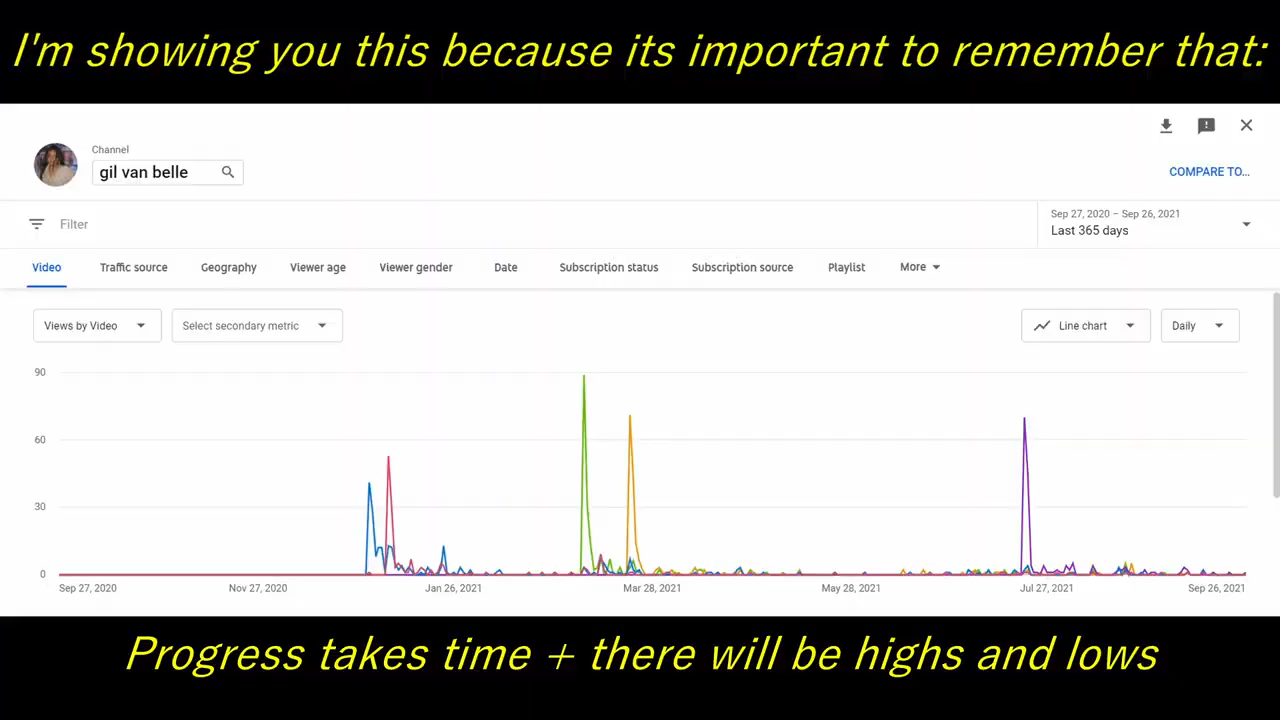 I'm showing you this because its important to remember that:
Channel
gil van belle
COMPARE TO...
Filter
Sep 27, 2020 – Sep 26, 2021
Last 365 days
Video Traffic source Geography Viewer age Viewer gender Date Subscription status Subscription source Playlist More
Views by Video Select secondary metric Line chart Daily
90
60
30
0
Sep 27, 2020 Nov 27, 2020 Jan 26, 2021 Mar 28, 2021 May 28, 2021 Jul 27, 2021 Sep 26, 2021
Progress takes time + there will be highs and lows